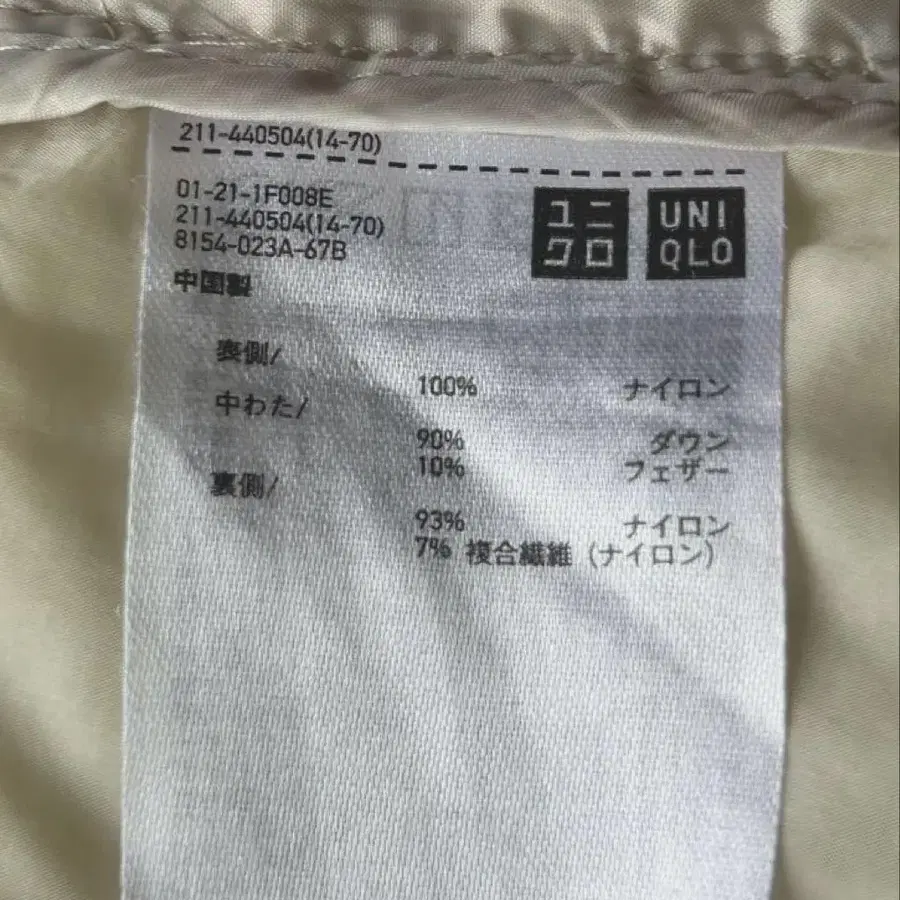 211-440504(14-70)
01-21-1F008E
211-440504(14-70)
8154-023A-67B
中国製
ユニ
クロ
UNI
QLO
表側/
100% ナイロン
中わた/
90% ダウン
10% フェザー
裏側/
93% ナイロン
7% 複合繊維 (ナイロン)